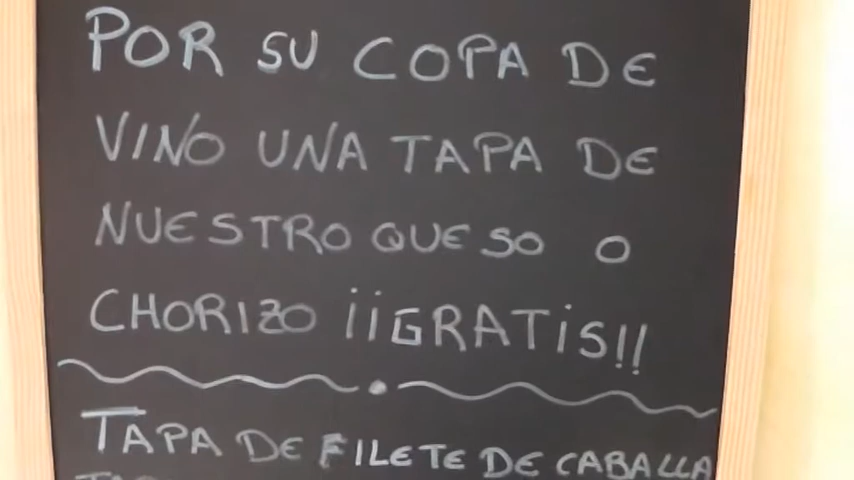 POR SU COPA DE
VINO UNA TAPA DE
NUESTRO QUESO O
CHORIZO ¡¡GRATIS!!
TAPA DE FILETE DE CABALLA